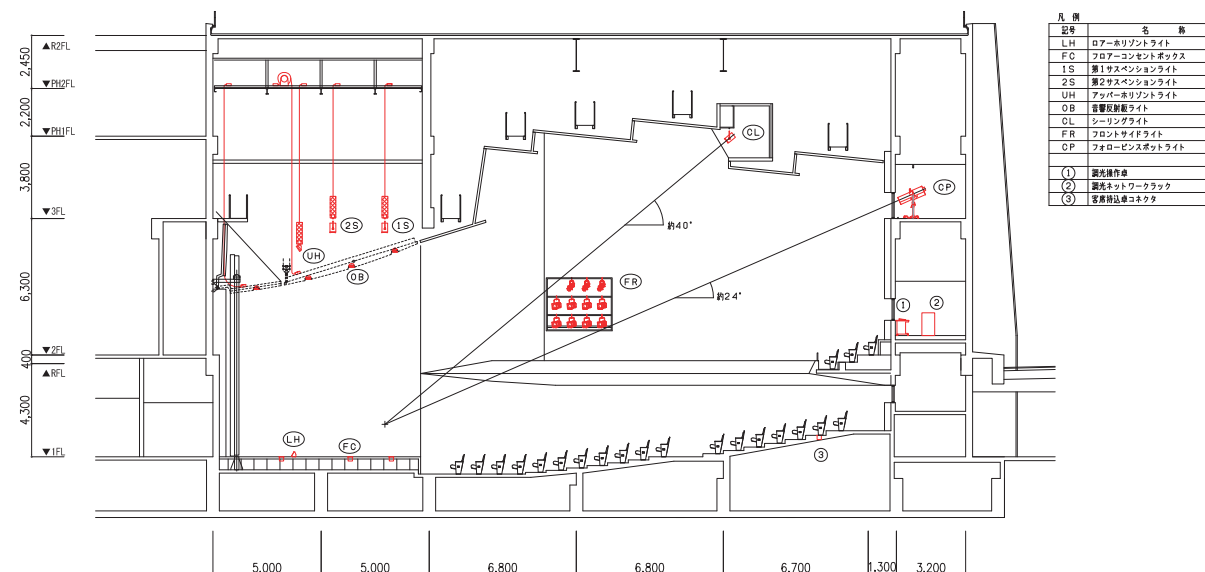 凡 例
記号 名 称
LH ロアーホリゾントライト
FC フロアーコンセントボックス
1S 第1サスペンションライト
2S 第2サスペンションライト
UH アッパーホリゾントライト
OB 音響反射板ライト
CL シーリングライト
FR フロントサイドライト
CP フォローピンスポットライト
① 調光操作卓
② 調光ネットワークラック
③ 客席持込卓コネクタ
▲R2FL
2,450
▼PH2FL
2,200
▼PH1FL
3,800
▼3FL
6,300
▼2FL
400
▲RFL
4,300
▼1FL
CL
CP
2S
1S
UH
OB
約40°
FR
約24°
①
②
LH
FC
③
5,000
5,000
6,800
6,800
6,700
1,300
3,200